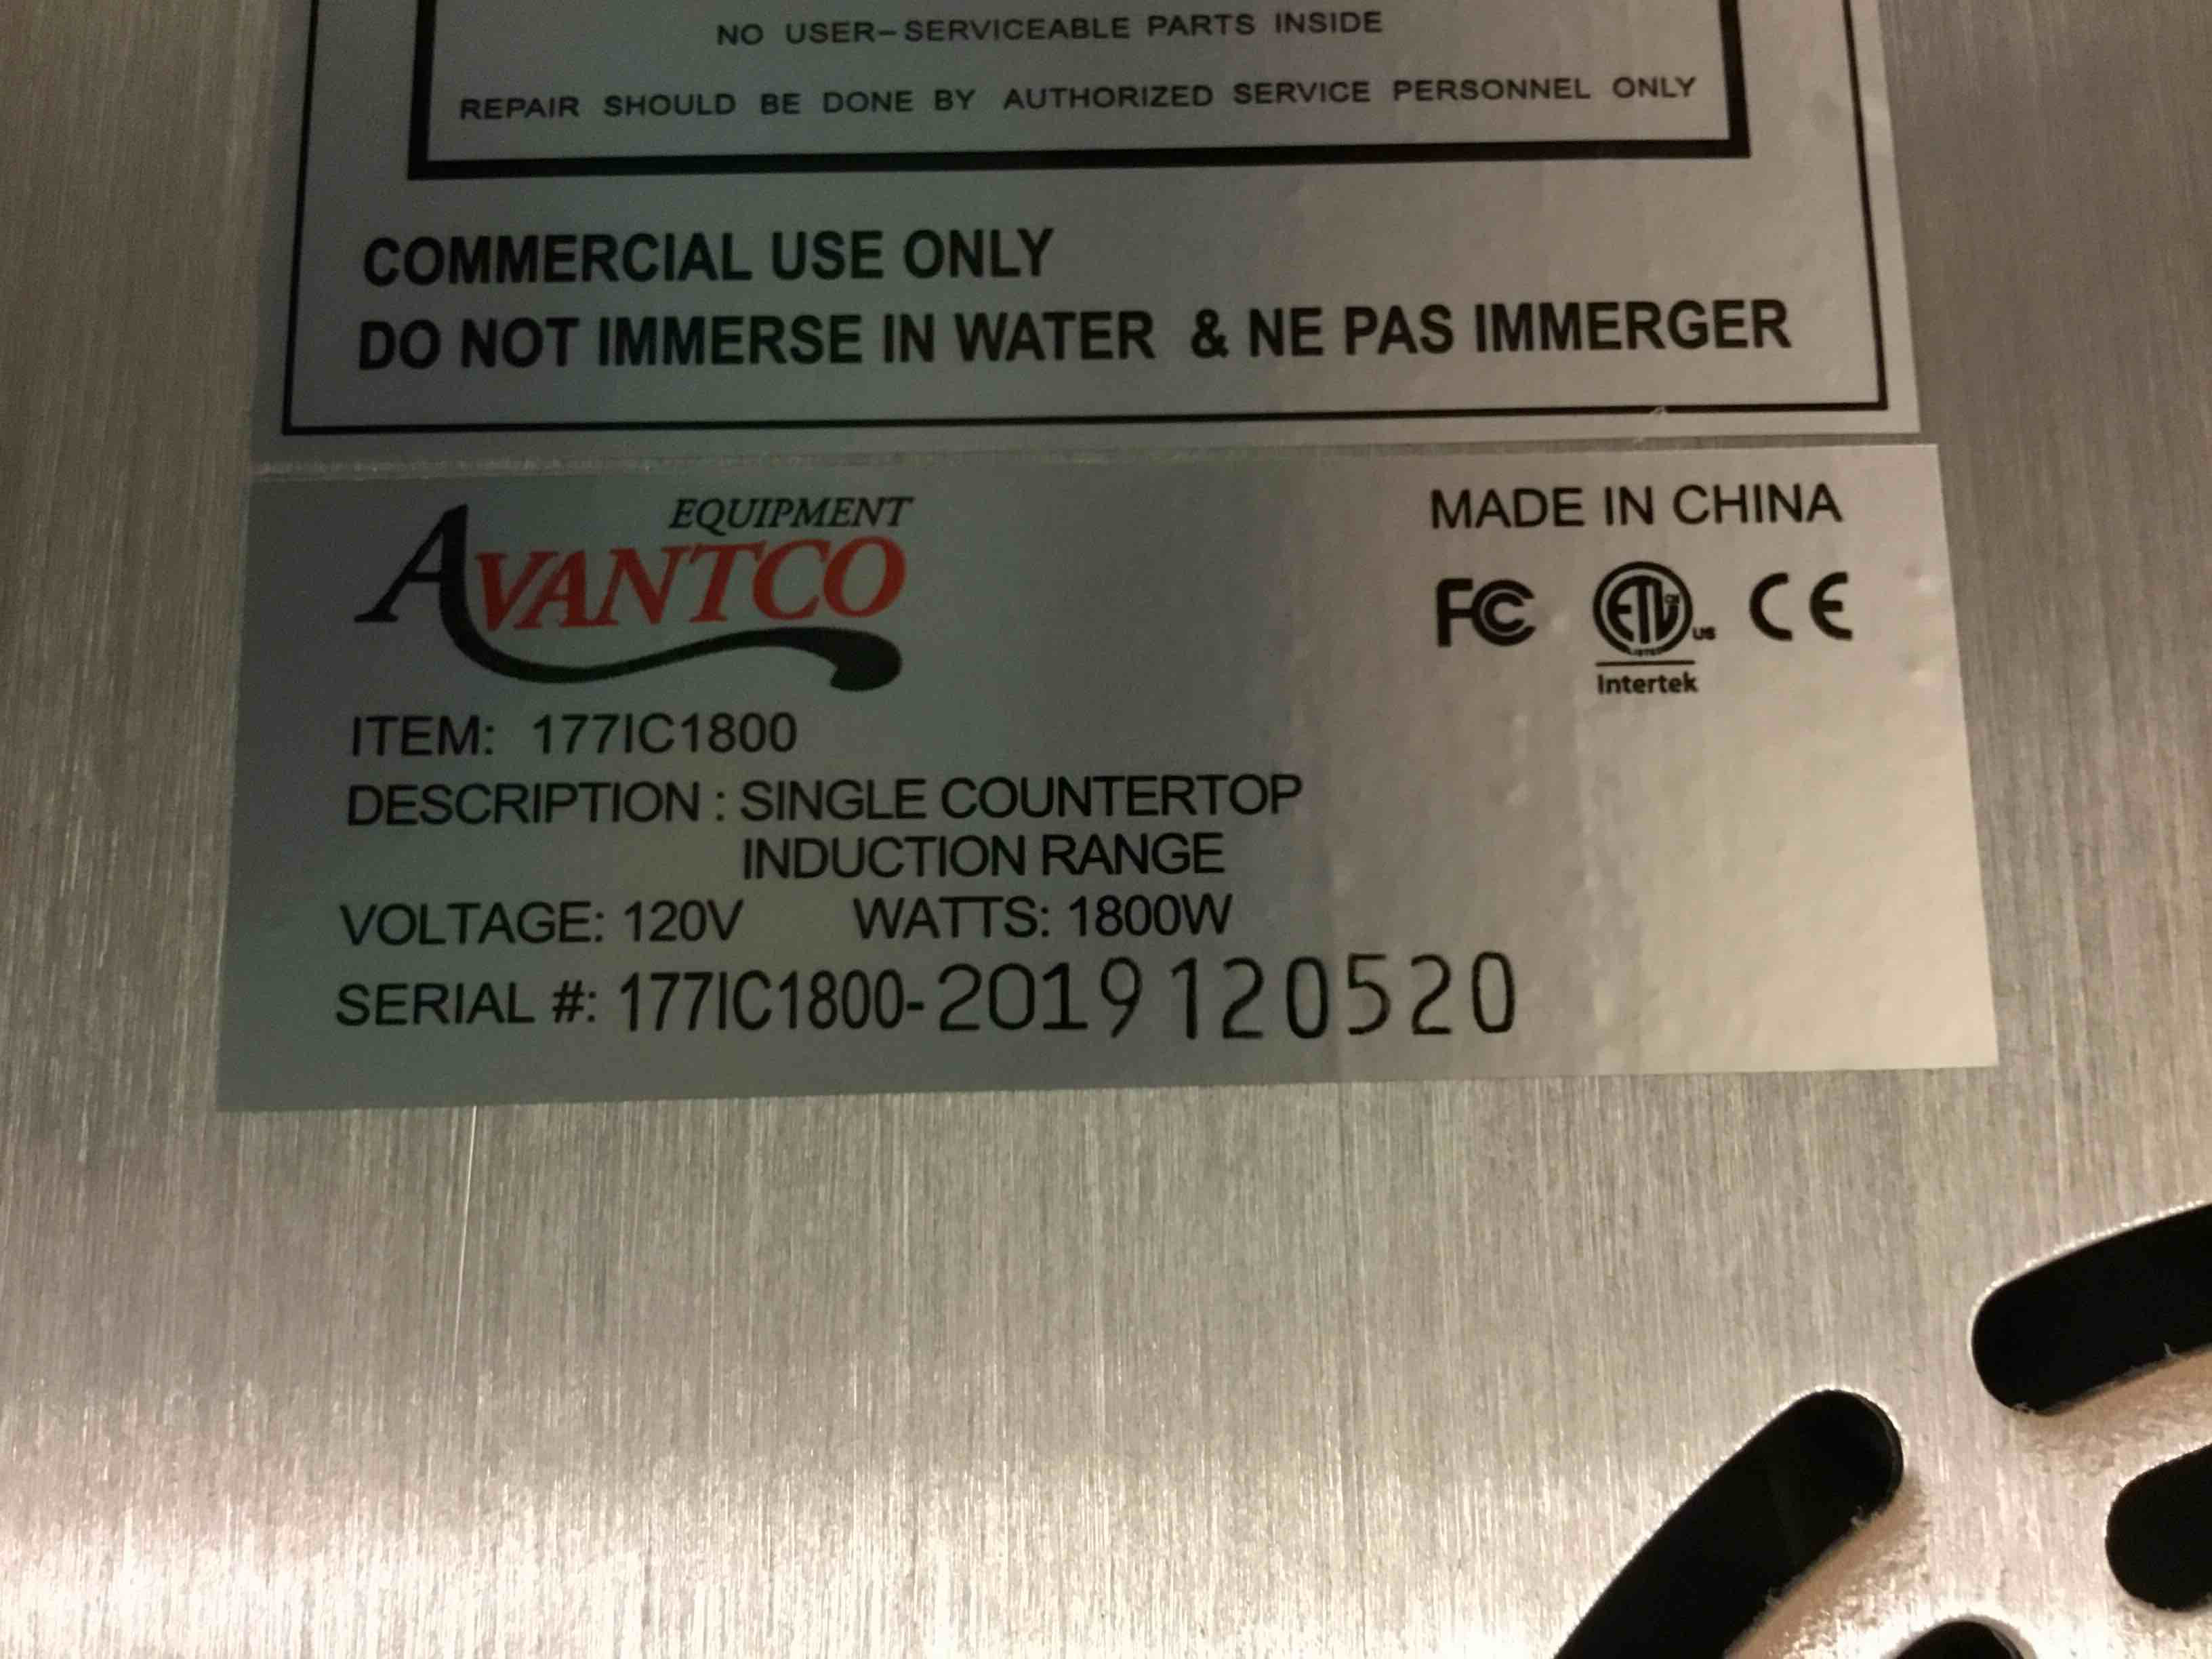 NO USER-SERVICEABLE PARTS INSIDE
REPAIR SHOULD BE DONE BY AUTHORIZED SERVICE PERSONNEL ONLY
COMMERCIAL USE ONLY
DO NOT IMMERSE IN WATER & NE PAS IMMERGER
EQUIPMENT
AVANTCO
MADE IN CHINA
FC ETL CE
US
Intertek
ITEM: 177IC1800
DESCRIPTION : SINGLE COUNTERTOP
INDUCTION RANGE
VOLTAGE: 120V WATTS: 1800W
SERIAL #: 177IC1800-2019120520